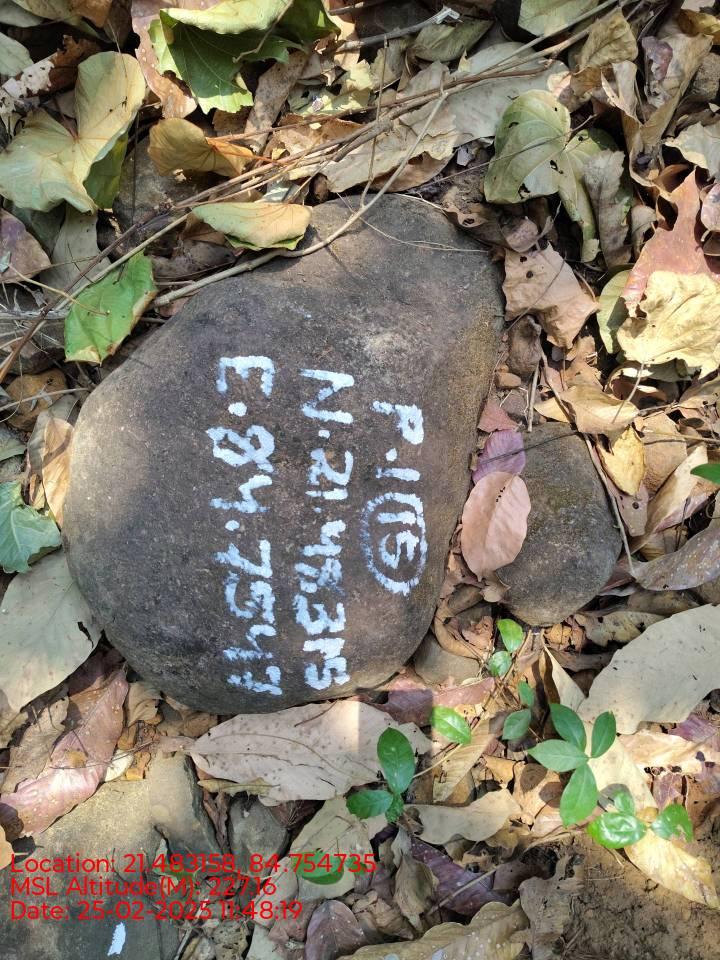 P.115
N.21.48315
E.84.7547
Location: 21.483158, 84.754735
MSL Altitude(M): 227.16
Date: 25-02-2025 11:48:19